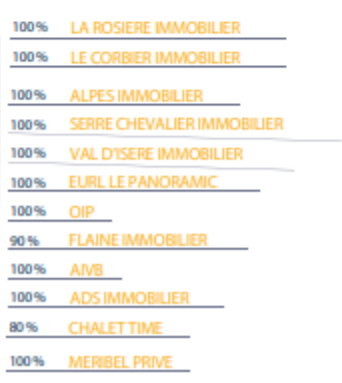 100% LA ROSIERE IMMOBILIER
100% LE CORBIER IMMOBILIER
100% ALPES IMMOBILIER
100% SERRE CHEVALIER IMMOBILIER
100% VAL D'ISERE IMMOBILIER
100% EURL LE PANORAMIC
100% OIP
90% FLAINE IMMOBILIER
100% AIVB
100% ADS IMMOBILIER
80% CHALET TIME
100% MERIBEL PRIVE